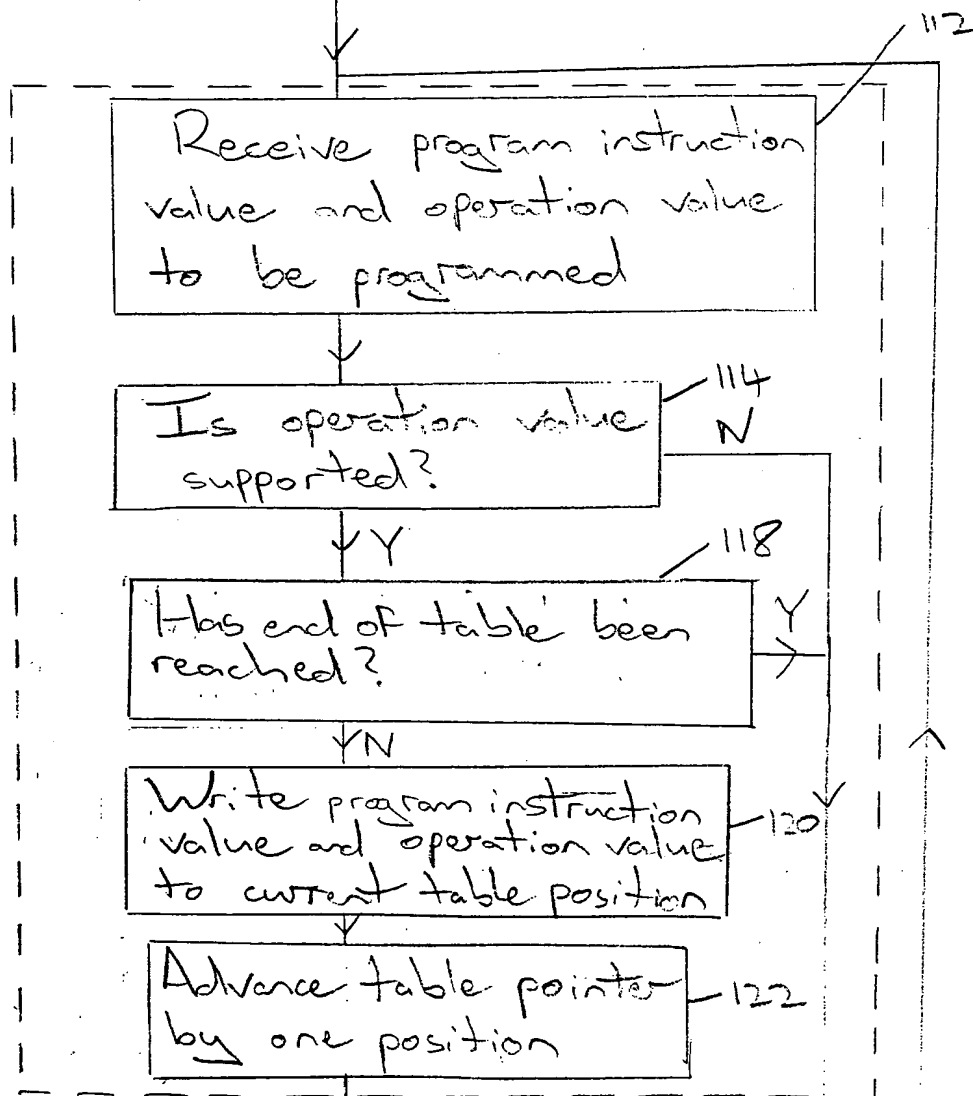 112
Receive program instruction
value and operation value
to be programmed
114
Is operation value
supported?
N
Y
118
Has end of table been
reached?
Y
N
Write program instruction
value and operation value
to current table position
120
Advance table pointer
by one position
122